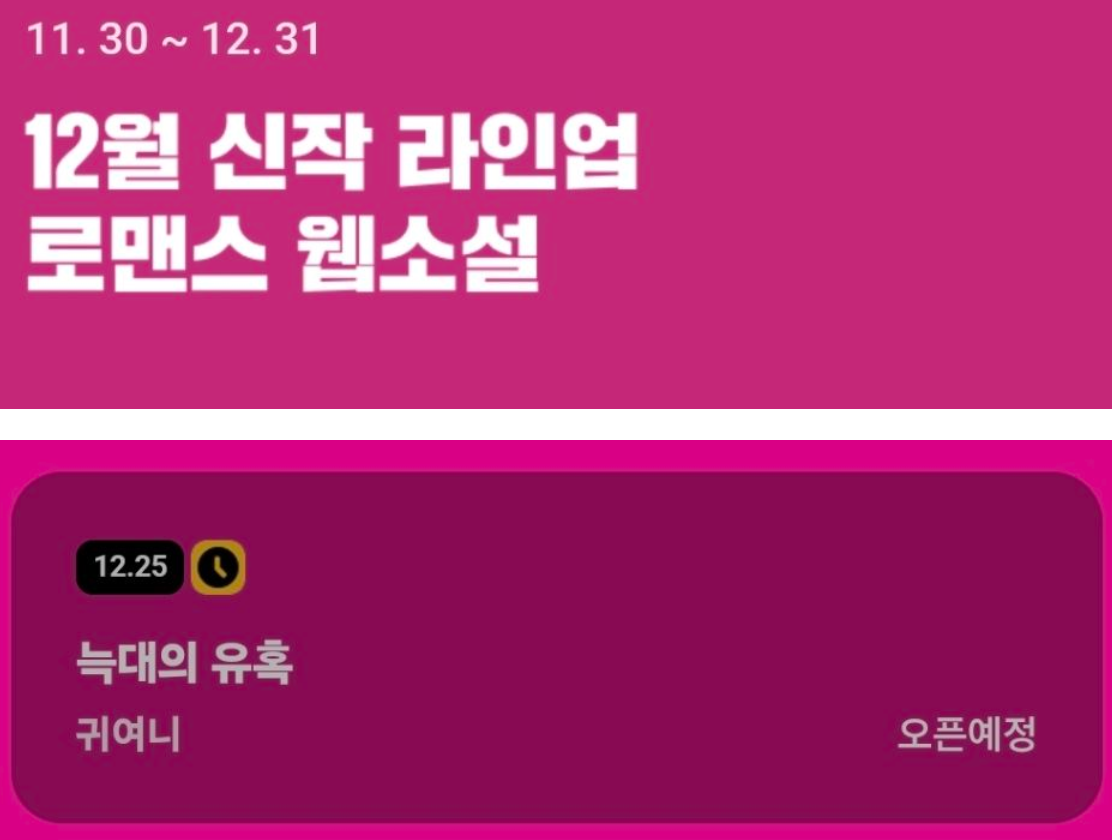 11. 30 ~ 12. 31
12월 신작 라인업
로맨스 웹소설
12.25
늑대의 유혹
귀여니
오픈예정